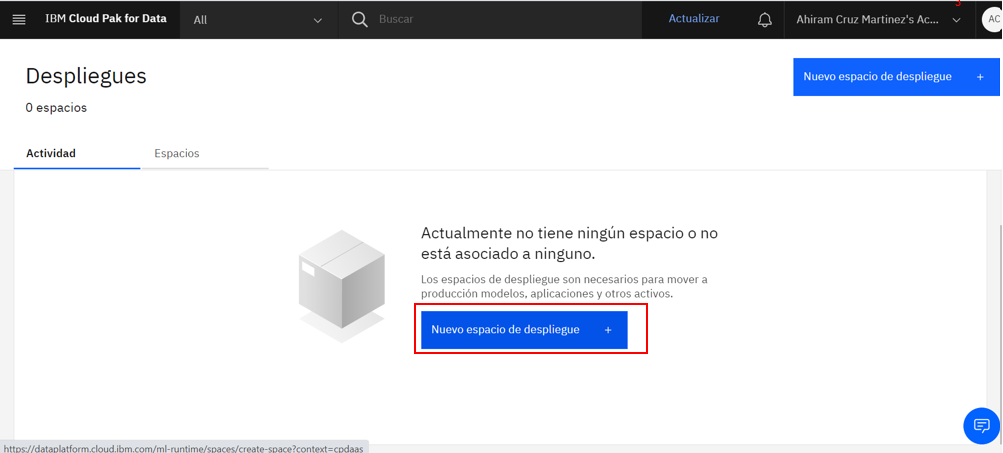 IBM Cloud Pak for Data
All
Buscar
Actualizar
Ahiram Cruz Martinez's Ac...
AC
Despliegues
Nuevo espacio de despliegue +
0 espacios
Actividad
Espacios
Actualmente no tiene ningún espacio o no
está asociado a ninguno.
Los espacios de despliegue son necesarios para mover a
producción modelos, aplicaciones y otros activos.
Nuevo espacio de despliegue +
https://dataplatform.cloud.ibm.com/ml-runtime/spaces/create-space?context=cpdaas